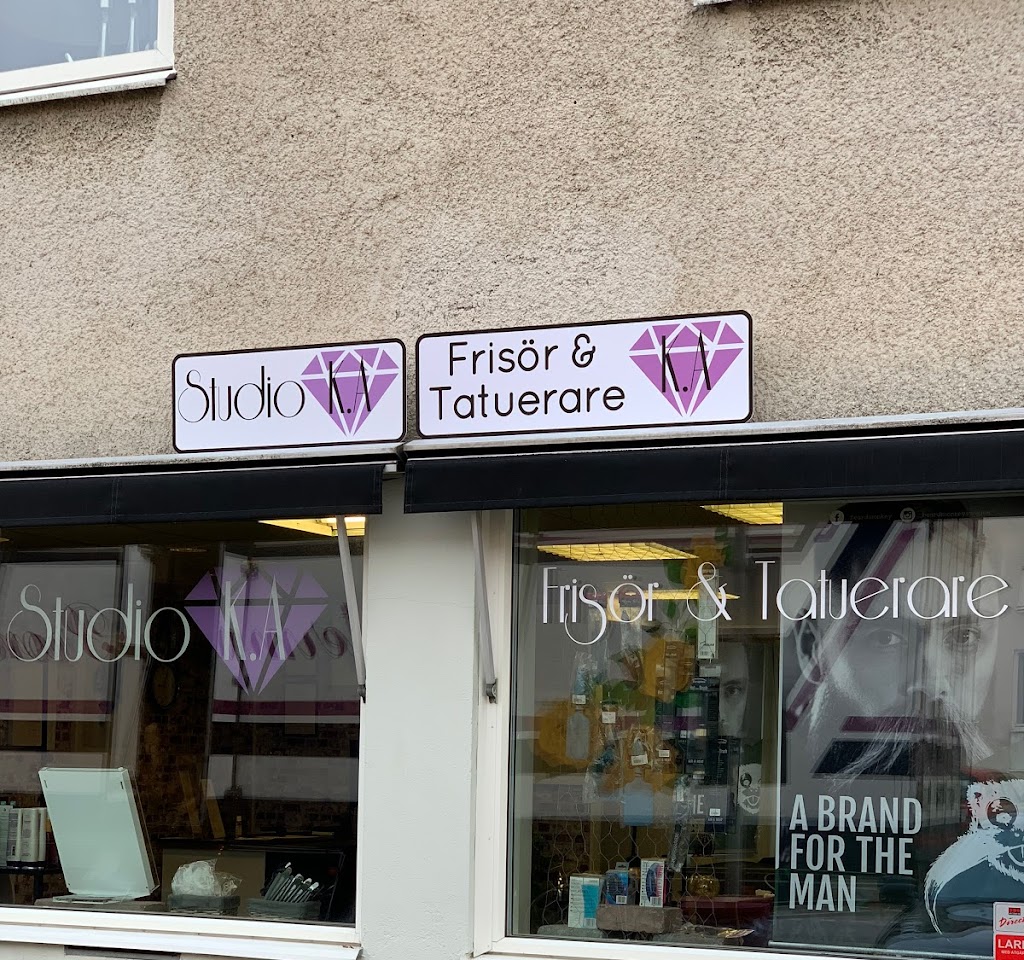 Studio K.A
Frisör &
Tatuerare
K.A
Studio K.A
Frisör & Tatuerare
A BRAND
FOR THE
MAN